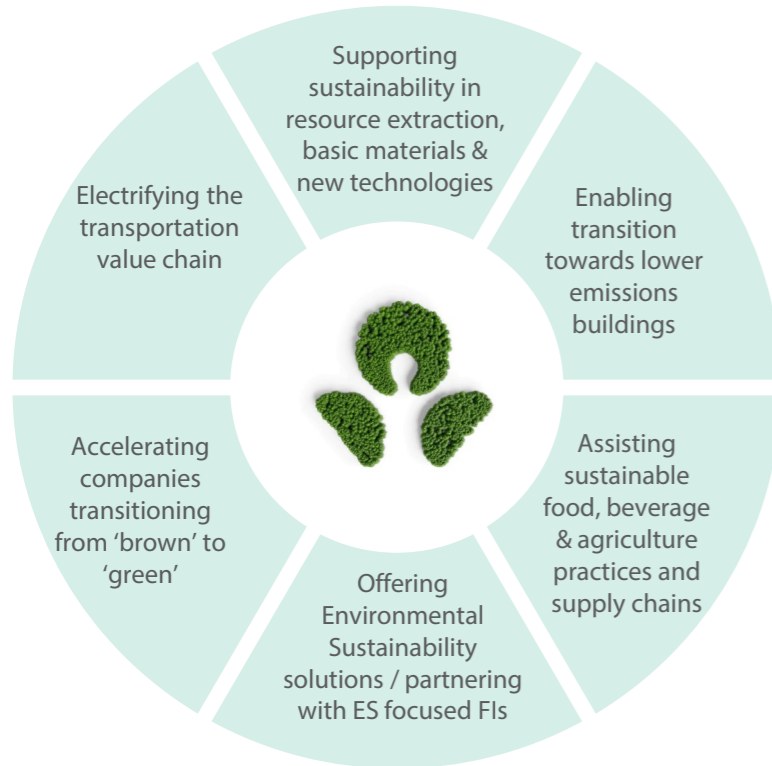 Supporting
sustainability in
resource extraction,
basic materials &
new technologies
Enabling
transition
towards lower
emissions
buildings
Assisting
sustainable
food, beverage
& agriculture
practices and
supply chains
Offering
Environmental
Sustainability
solutions / partnering
with ES focused FIs
Accelerating
companies
transitioning
from ‘brown’ to
‘green’
Electrifying the
transportation
value chain